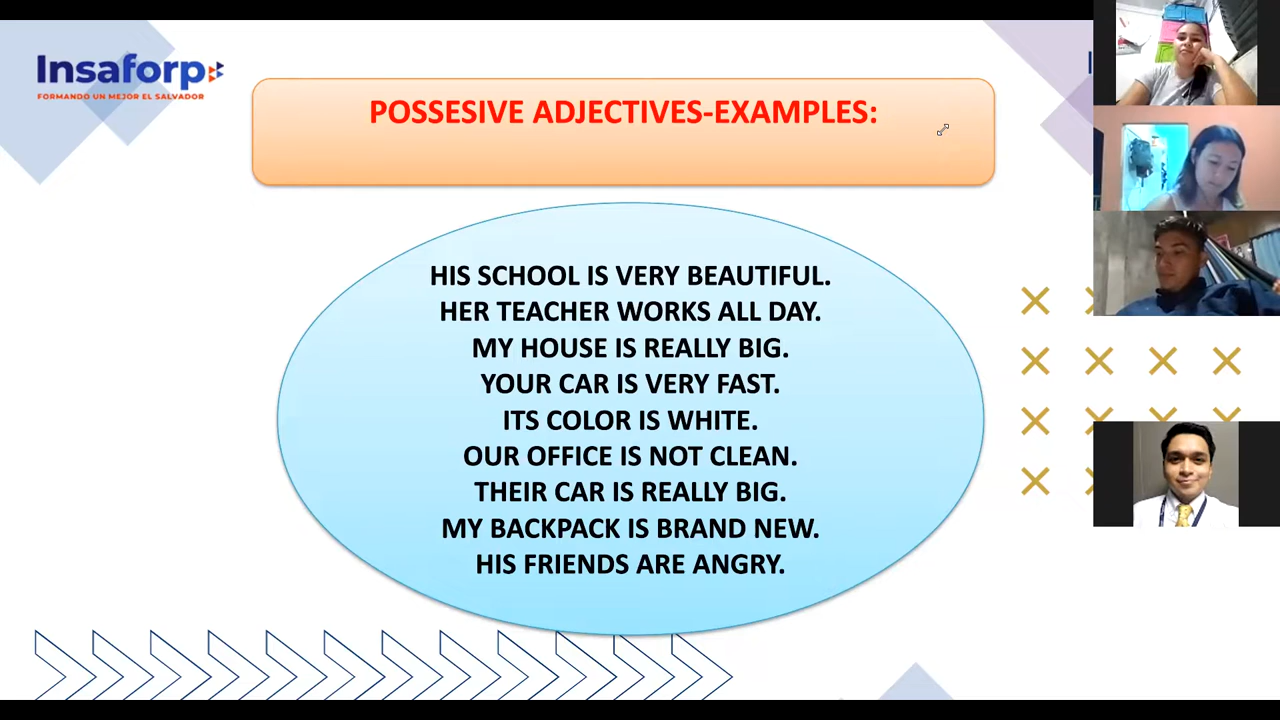 Insaforp
FORMANDO UN MEJOR EL SALVADOR
POSSESIVE ADJECTIVES-EXAMPLES:
HIS SCHOOL IS VERY BEAUTIFUL.
HER TEACHER WORKS ALL DAY.
MY HOUSE IS REALLY BIG.
YOUR CAR IS VERY FAST.
ITS COLOR IS WHITE.
OUR OFFICE IS NOT CLEAN.
THEIR CAR IS REALLY BIG.
MY BACKPACK IS BRAND NEW.
HIS FRIENDS ARE ANGRY.